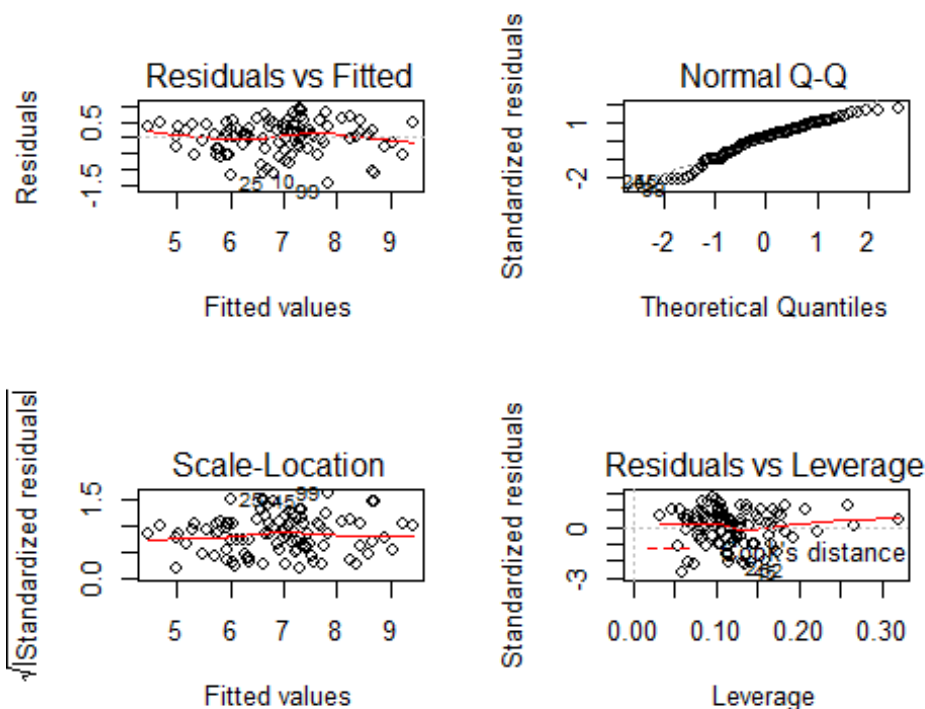 Residuals vs Fitted
Residuals
0.5
-1.5
25
10
99
5 6 7 8 9
Fitted values
Normal Q-Q
Standardized residuals
1
-2
-2 -1 0 1 2
Theoretical Quantiles
Scale-Location
√|Standardized residuals|
1.5
0.0
99
5 6 7 8 9
Fitted values
Residuals vs Leverage
Standardized residuals
0
-3
Cook's distance
0.00 0.10 0.20 0.30
Leverage